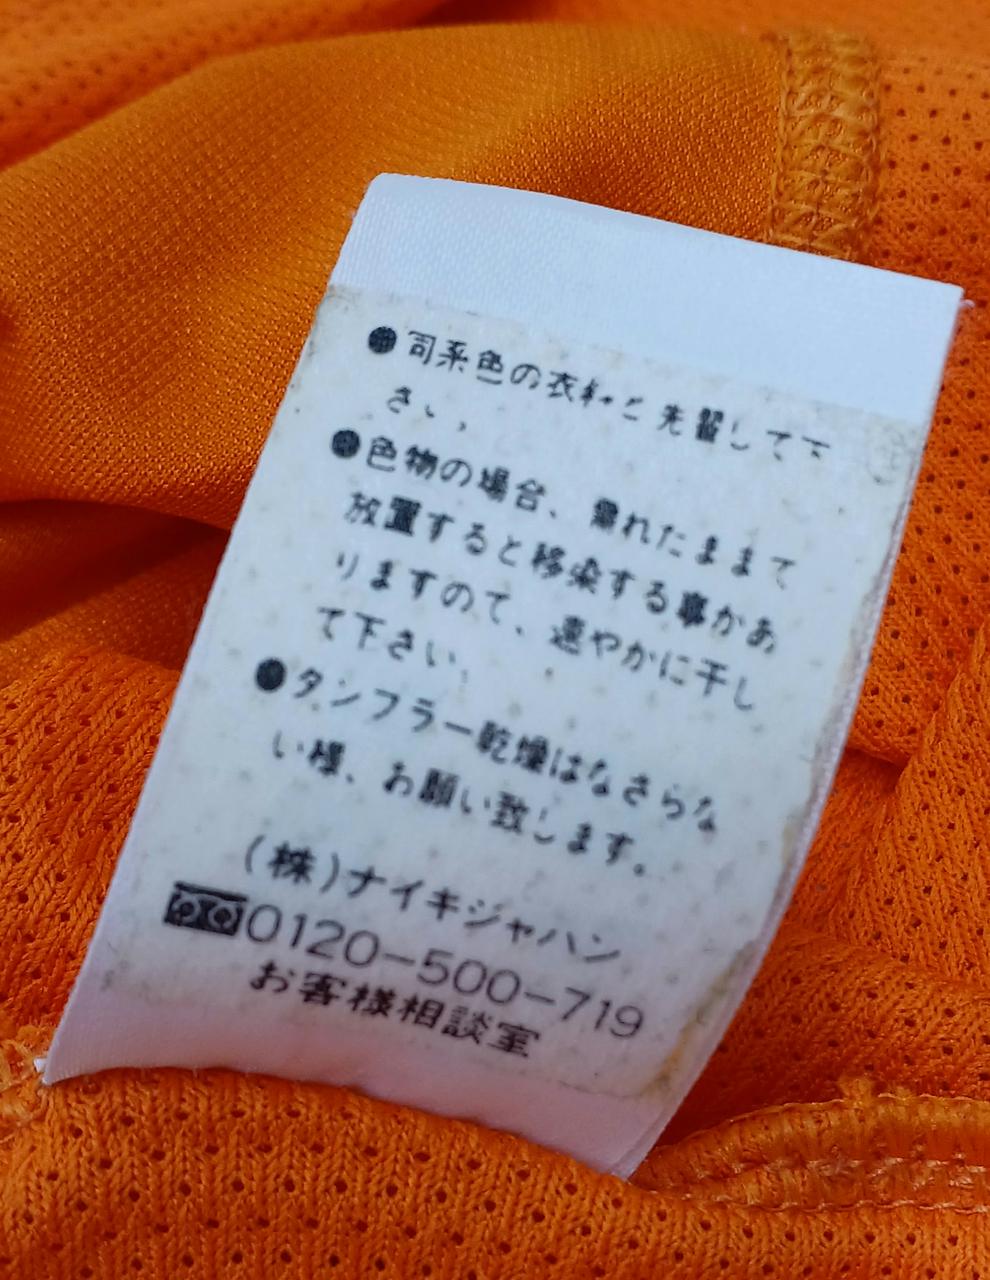 ●同系色の衣料と洗濯して下
さい、
●色物の場合、濡れたままで
放置すると移染する事があ
りますので、速やかに干し
て下さい。
●タンブラー乾燥はなさらな
い様、お願い致します。
(株)ナイキジャパン
0120-500-719
お客様相談室